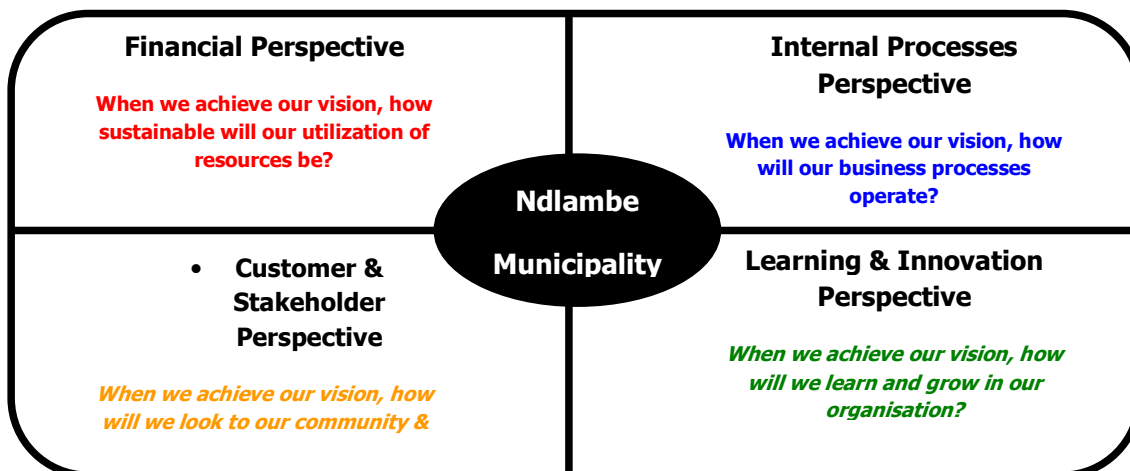 Financial Perspective
When we achieve our vision, how
sustainable will our utilization of
resources be?
Internal Processes
Perspective
When we achieve our vision, how
will our business processes
operate?
Ndlambe
Municipality
• Customer &
Stakeholder
Perspective
When we achieve our vision, how
will we look to our community &
Learning & Innovation
Perspective
When we achieve our vision, how
will we learn and grow in our
organisation?